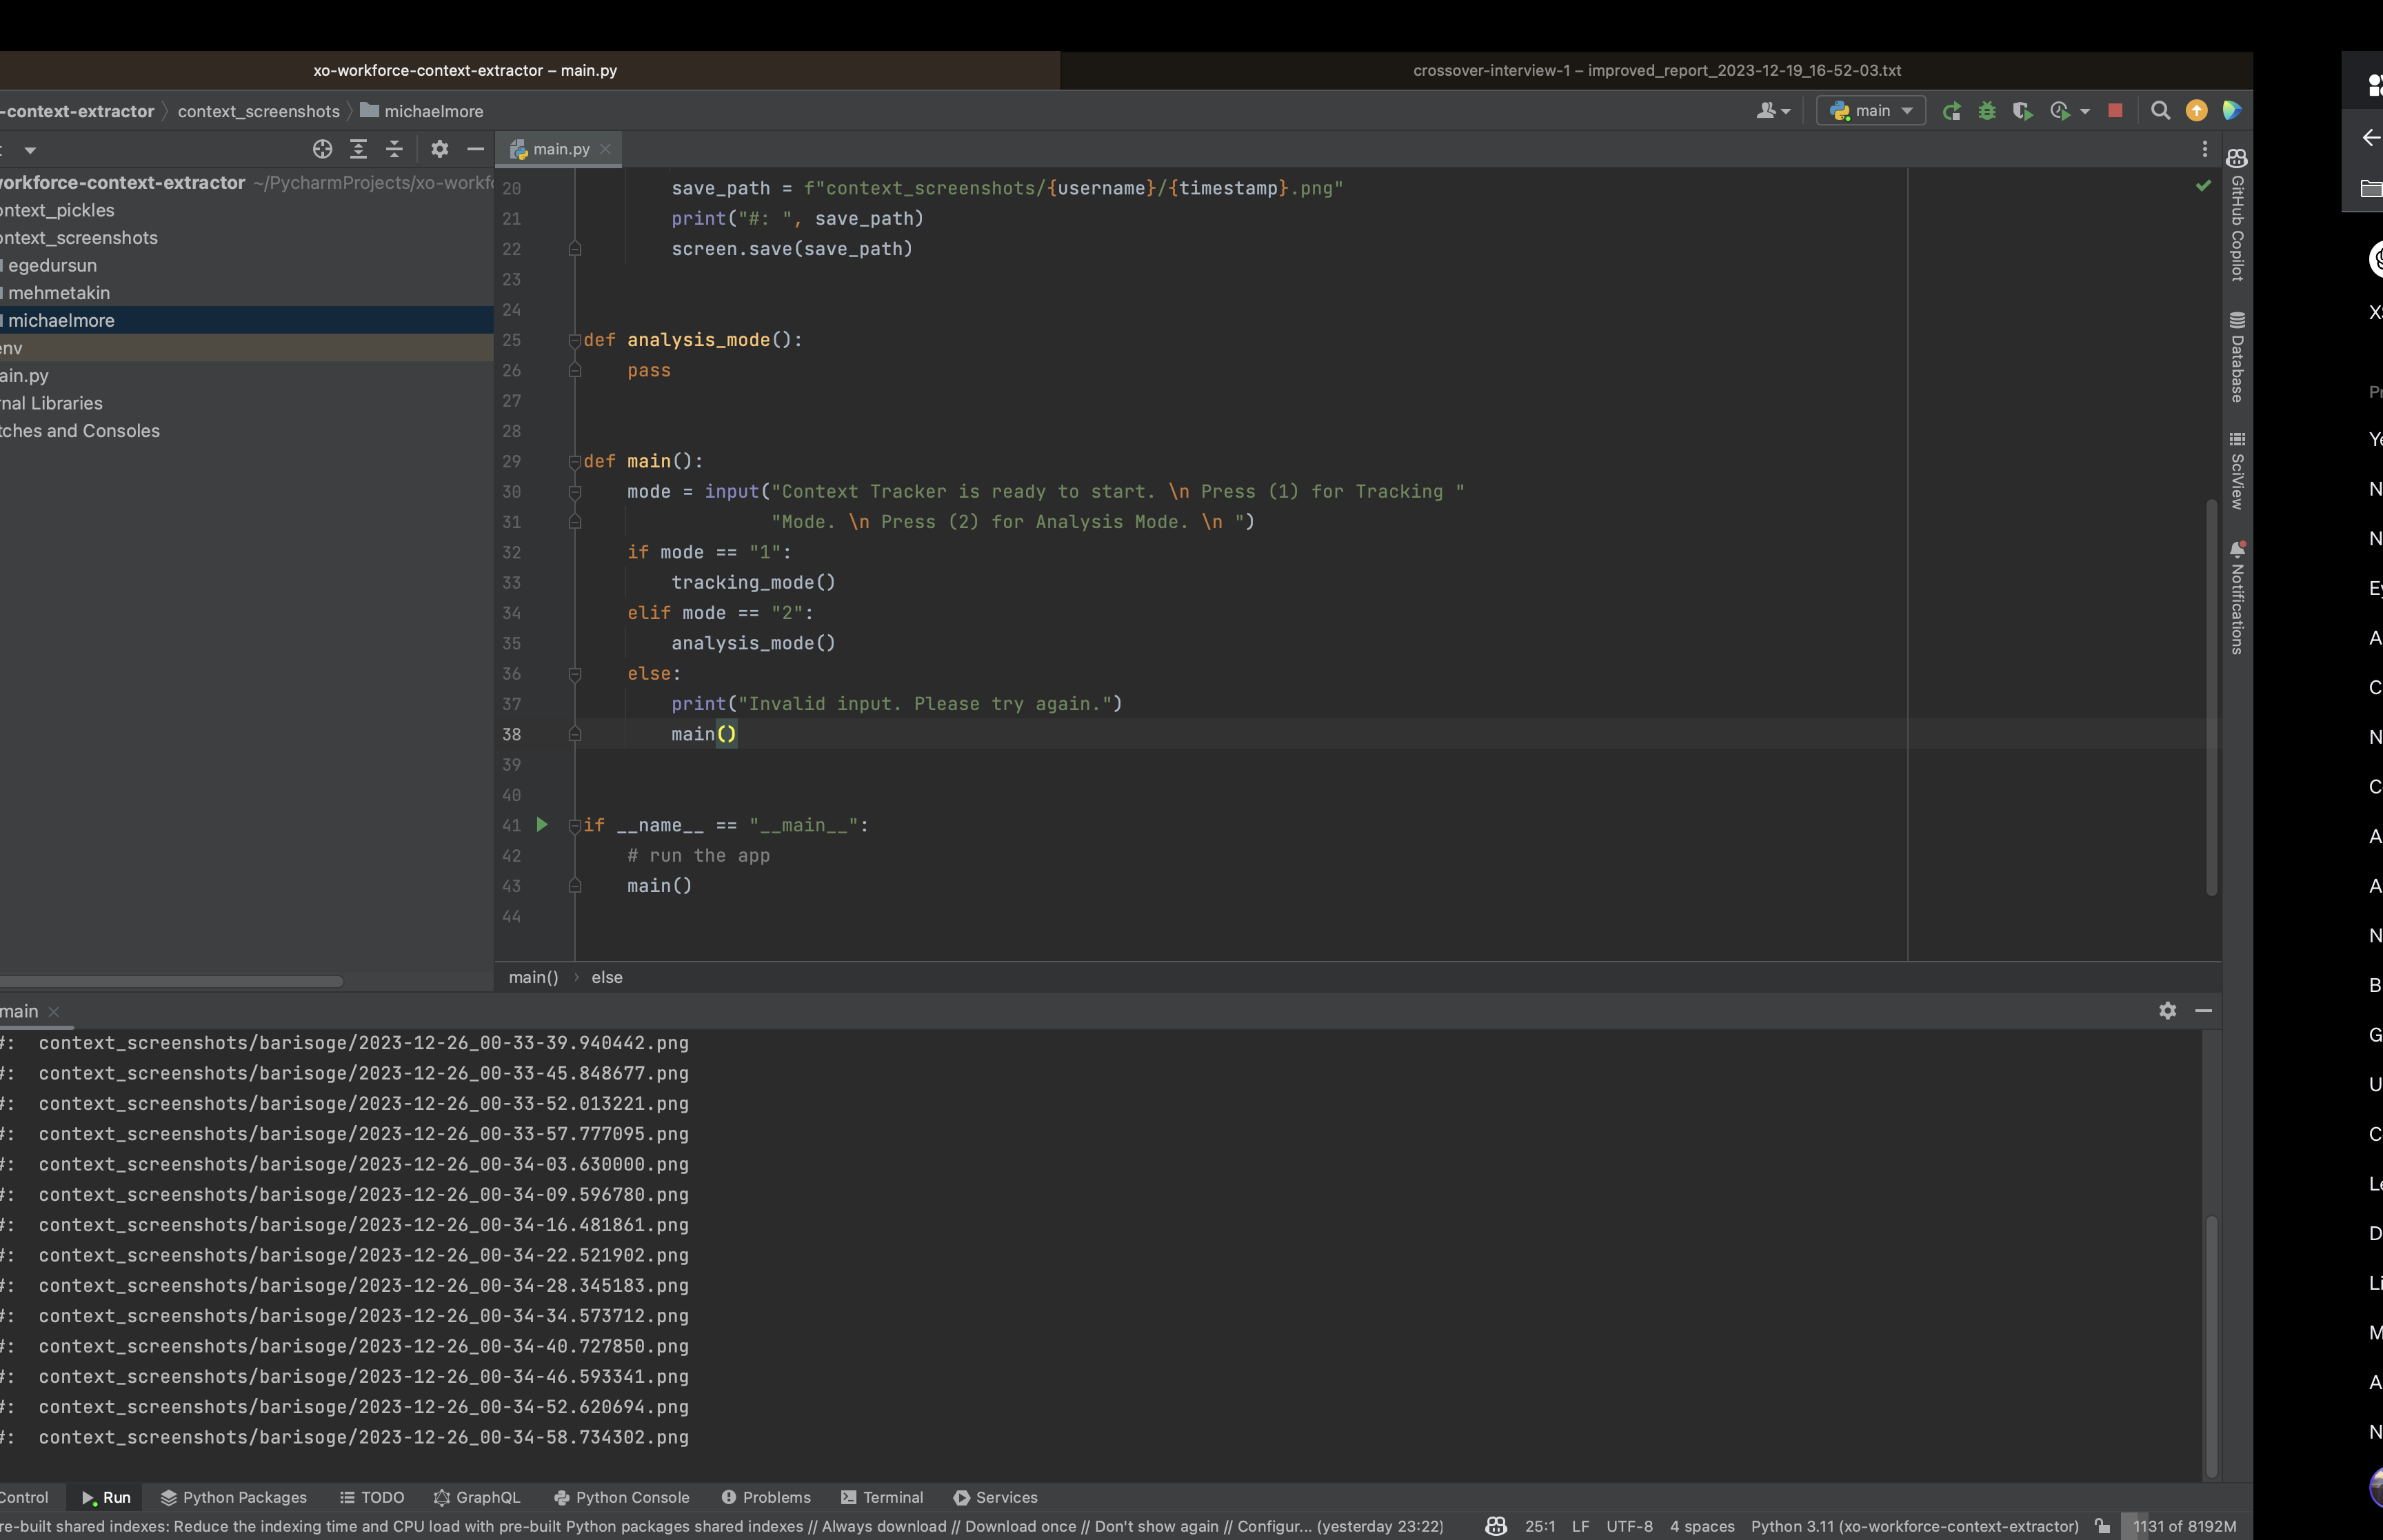 xo-workforce-context-extractor – main.py
crossover-interview-1 – improved_report_2023-12-19_16-52-03.txt
-context-extractor
context_screenshots
michaelmore
main
main.py
orkforce-context-extractor ~/PycharmProjects/xo-workf
ontext_pickles
ontext_screenshots
egedursun
mehmetakin
michaelmore
env
ain.py
nal Libraries
tches and Consoles
20 save_path = f"context_screenshots/{username}/{timestamp}.png"
21 print("#: ", save_path)
22 screen.save(save_path)
23
24
25 def analysis_mode():
26 pass
27
28
29 def main():
30 mode = input("Context Tracker is ready to start. \n Press (1) for Tracking "
31 "Mode. \n Press (2) for Analysis Mode. \n ")
32 if mode == "1":
33 tracking_mode()
34 elif mode == "2":
35 analysis_mode()
36 else:
37 print("Invalid input. Please try again.")
38 main()
39
40
41 if __name__ == "__main__":
42 # run the app
43 main()
44
main() › else
GitHub Copilot
Database
SciView
Notifications
main
#: context_screenshots/barisoge/2023-12-26_00-33-39.940442.png
#: context_screenshots/barisoge/2023-12-26_00-33-45.848677.png
#: context_screenshots/barisoge/2023-12-26_00-33-52.013221.png
#: context_screenshots/barisoge/2023-12-26_00-33-57.777095.png
#: context_screenshots/barisoge/2023-12-26_00-34-03.630000.png
#: context_screenshots/barisoge/2023-12-26_00-34-09.596780.png
#: context_screenshots/barisoge/2023-12-26_00-34-16.481861.png
#: context_screenshots/barisoge/2023-12-26_00-34-22.521902.png
#: context_screenshots/barisoge/2023-12-26_00-34-28.345183.png
#: context_screenshots/barisoge/2023-12-26_00-34-34.573712.png
#: context_screenshots/barisoge/2023-12-26_00-34-40.727850.png
#: context_screenshots/barisoge/2023-12-26_00-34-46.593341.png
#: context_screenshots/barisoge/2023-12-26_00-34-52.620694.png
#: context_screenshots/barisoge/2023-12-26_00-34-58.734302.png
Control
Run
Python Packages
TODO
GraphQL
Python Console
Problems
Terminal
Services
re-built shared indexes: Reduce the indexing time and CPU load with pre-built Python packages shared indexes // Always download // Download once // Don't show again // Configur... (yesterday 23:22)
25:1 LF UTF-8 4 spaces Python 3.11 (xo-workforce-context-extractor) 1131 of 8192M